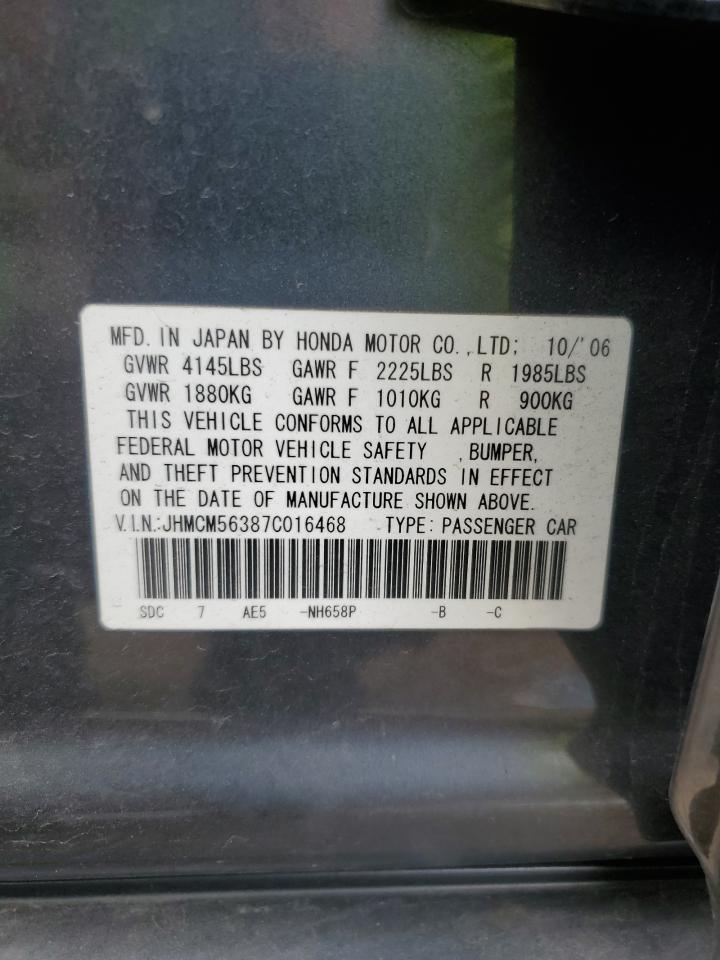 MFD. IN JAPAN BY HONDA MOTOR CO., LTD; 10/'06
GVWR 4145LBS GAWR F 2225LBS R 1985LBS
GVWR 1880KG GAWR F 1010KG R 900KG
THIS VEHICLE CONFORMS TO ALL APPLICABLE
FEDERAL MOTOR VEHICLE SAFETY , BUMPER,
AND THEFT PREVENTION STANDARDS IN EFFECT
ON THE DATE OF MANUFACTURE SHOWN ABOVE.
V.I.N.:JHMCM56387C016468 TYPE: PASSENGER CAR
SDC 7 AE5 -NH658P -B -C